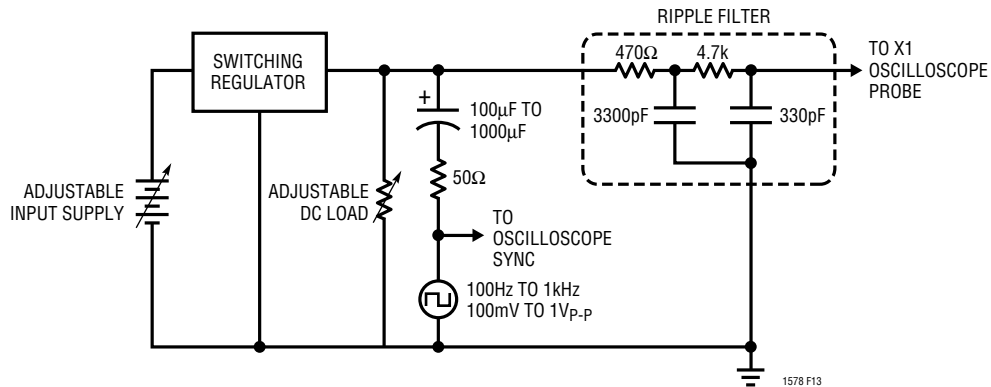 RIPPLE FILTER
SWITCHING
REGULATOR
470Ω
4.7k
TO X1
OSCILLOSCOPE
PROBE
+
100µF TO
1000µF
3300pF
330pF
ADJUSTABLE
INPUT SUPPLY
ADJUSTABLE
DC LOAD
50Ω
TO
OSCILLOSCOPE
SYNC
100Hz TO 1kHz
100mV TO 1VP-P
1578 F13